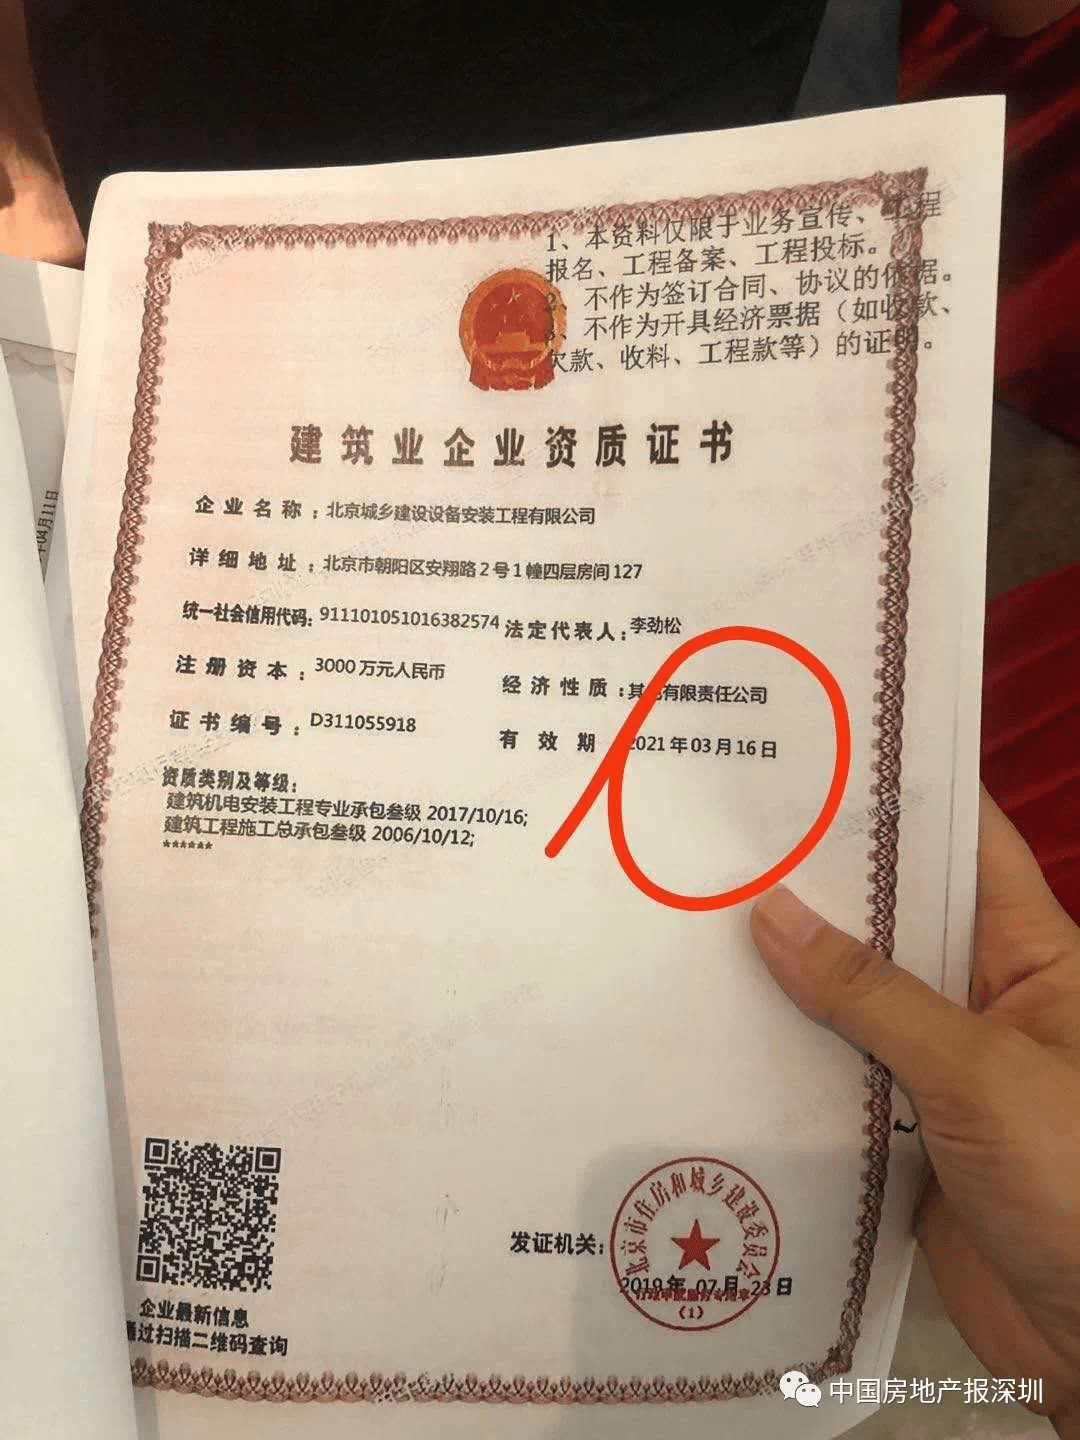 1、本资料仅限于业务宣传、工程
报名、工程备案、工程投标。
2、不作为签订合同、协议的依据。
3、不作为开具经济票据（如收款、
欠款、收料、工程款等）的证明。
建筑业企业资质证书
企业名称：北京城乡建设设备安装工程有限公司
详细地址：北京市朝阳区安翔路2号1幢四层房间127
统一社会信用代码：911101051016382574 法定代表人：李劲松
注册资本：3000万元人民币 经济性质：其他有限责任公司
证书编号：D311055918 有效期 2021年03月16日
资质类别及等级：
建筑机电安装工程专业承包叁级 2017/10/16;
建筑工程施工总承包叁级 2006/10/12;
******
年04月11日
发证机关：
北京市住房和城乡建设委员会
2019年07月23日
(1)
企业最新信息
通过扫描二维码查询
中国房地产报深圳